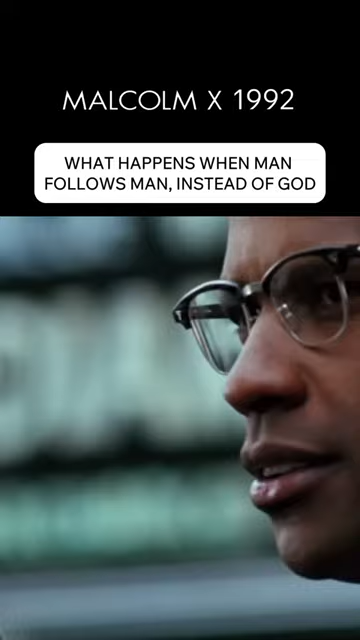 MALCOLM X 1992
WHAT HAPPENS WHEN MAN
FOLLOWS MAN, INSTEAD OF GOD